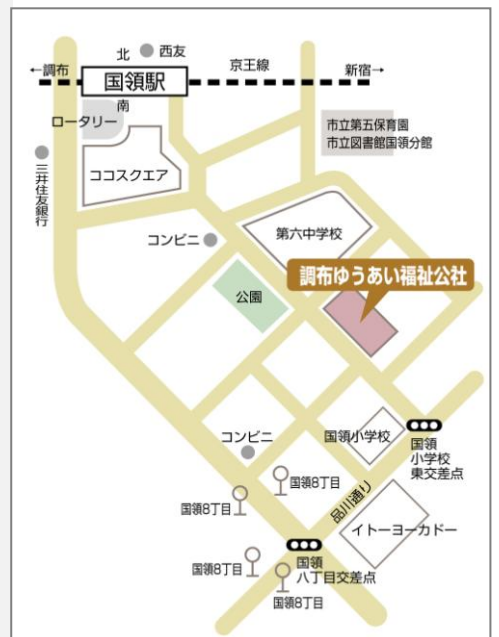 北
西友
←調布
国領駅
京王線
新宿→
南
ロータリー
市立第五保育園
市立図書館国領分館
三井住友銀行
ココスクエア
第六中学校
コンビニ
調布ゆうあい福祉公社
公園
コンビニ
国領小学校
国領
小学校
東交差点
国領8丁目
国領8丁目
品川通り
イトーヨーカドー
国領8丁目
国領
八丁目交差点
国領8丁目